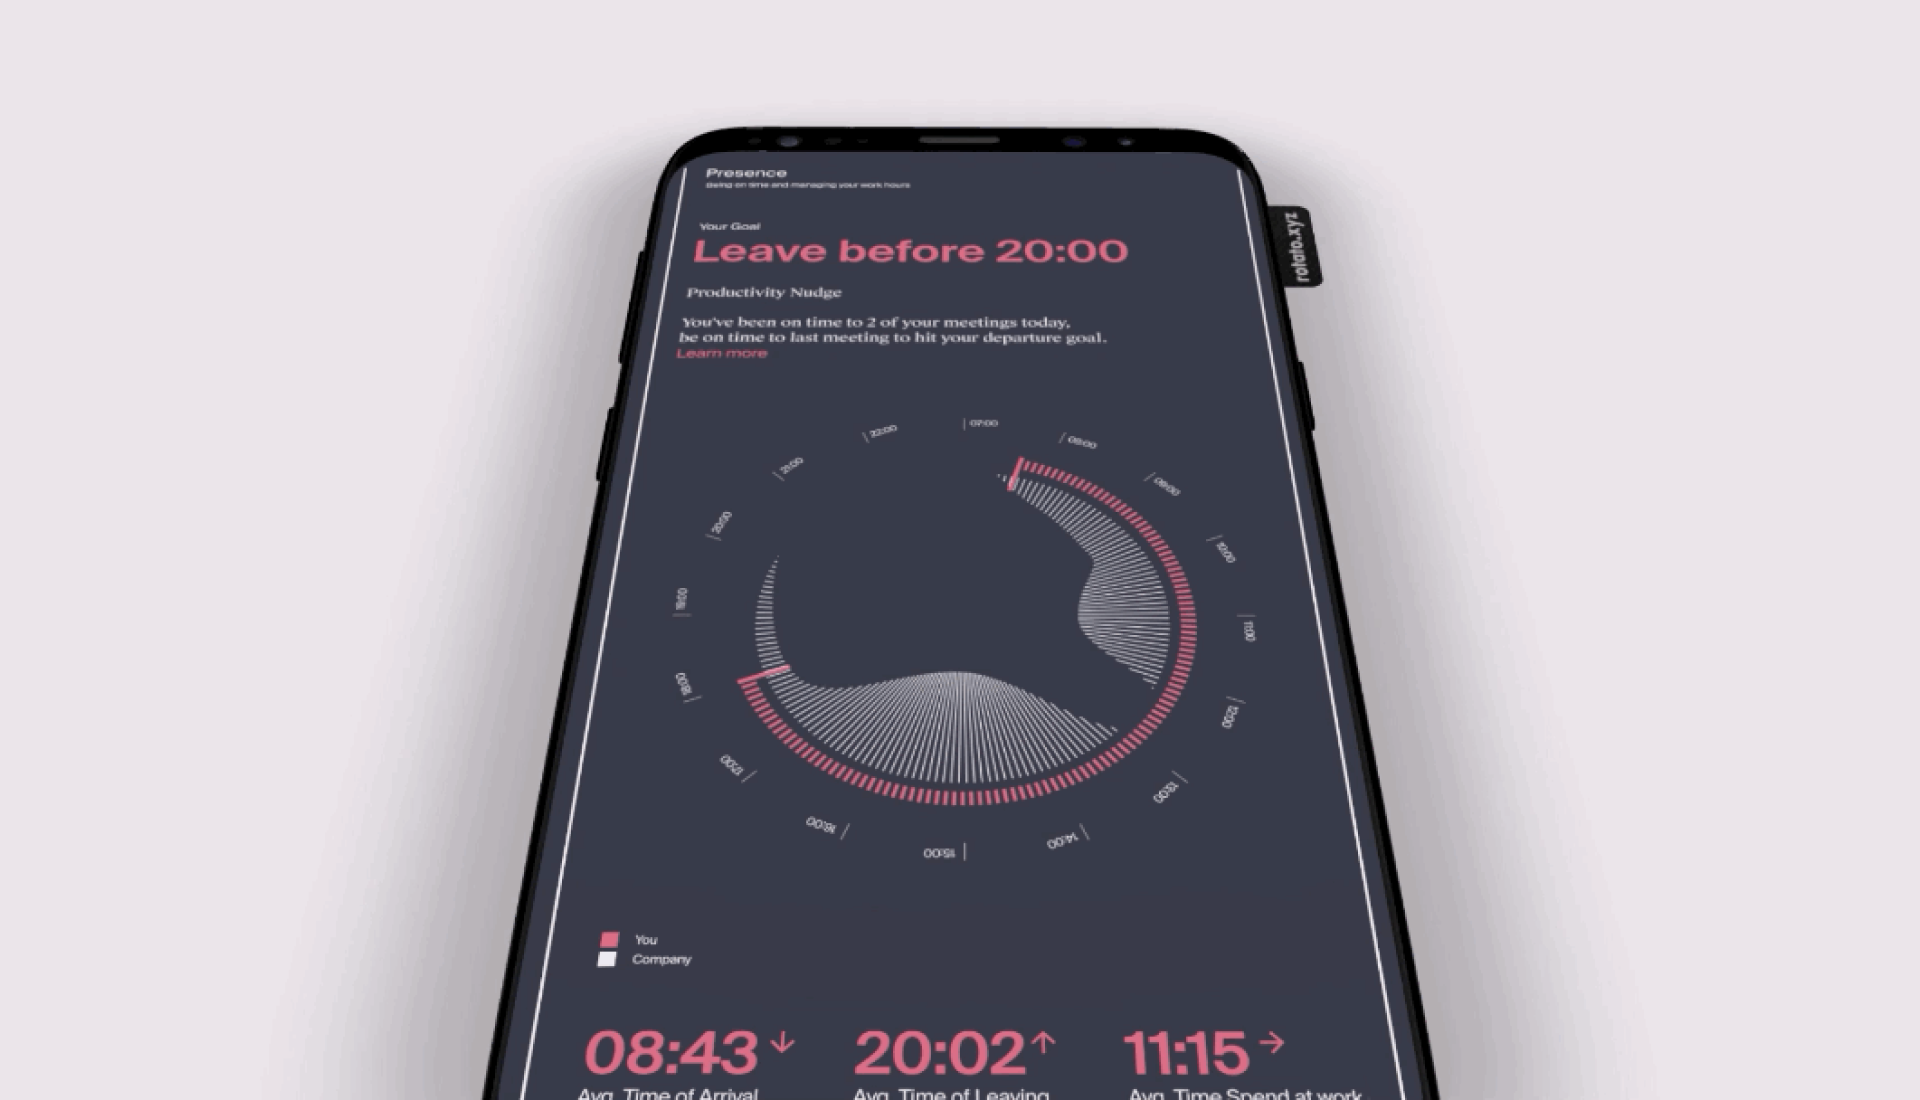 Presence
Being on time and managing your work hours
rotato.xyz
Your Goal
Leave before 20:00
Productivity Nudge
You've been on time to 2 of your meetings today,
be on time to last meeting to hit your departure goal.
Learn more
07:00
08:00
09:00
10:00
11:00
12:00
13:00
14:00
15:00
16:00
17:00
18:00
19:00
20:00
21:00
22:00
You
Company
08:43 ↓
20:02 ↑
11:15 →
Avg. Time of Arrival
Avg. Time of Leaving
Avg. Time Spend at work